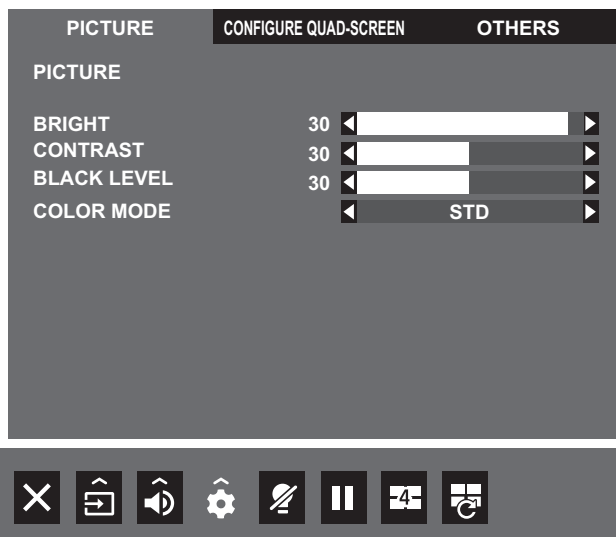 PICTURE CONFIGURE QUAD-SCREEN OTHERS
PICTURE
BRIGHT 30
CONTRAST 30
BLACK LEVEL 30
COLOR MODE STD
4